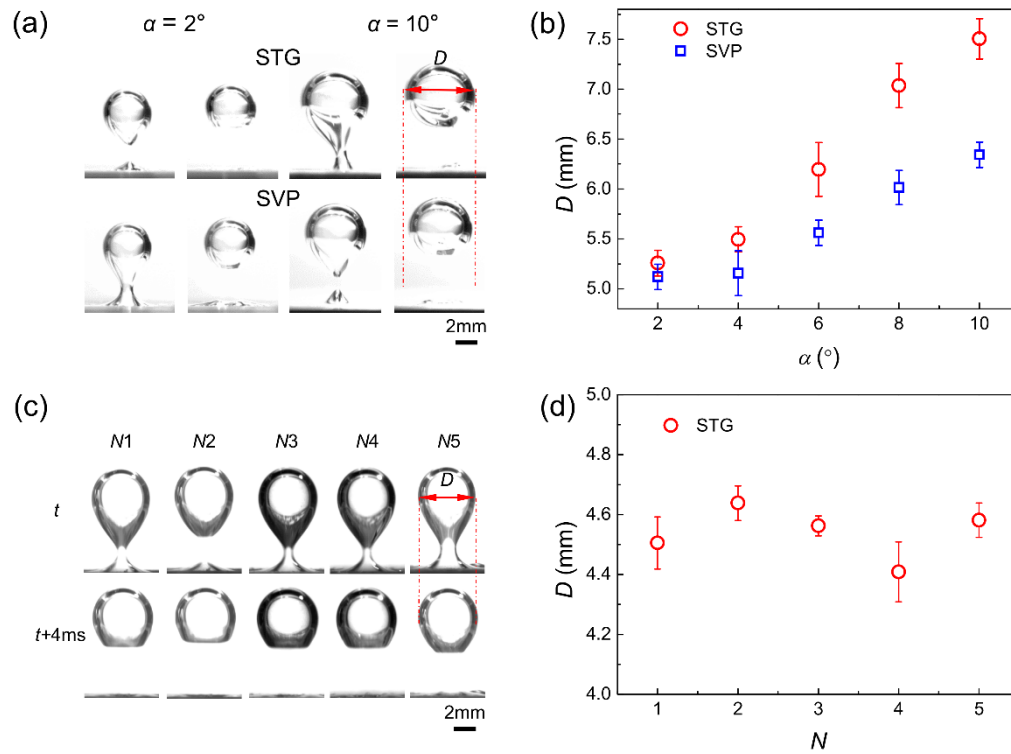 (a)
α = 2°
α = 10°
STG
D
SVP
2mm
(b)
STG
SVP
7.5
7.0
6.5
6.0
5.5
5.0
D (mm)
2
4
6
8
10
α (°)
(c)
N1
N2
N3
N4
N5
D
t
t+4ms
2mm
(d)
STG
5.0
4.8
4.6
4.4
4.2
4.0
D (mm)
1
2
3
4
5
N